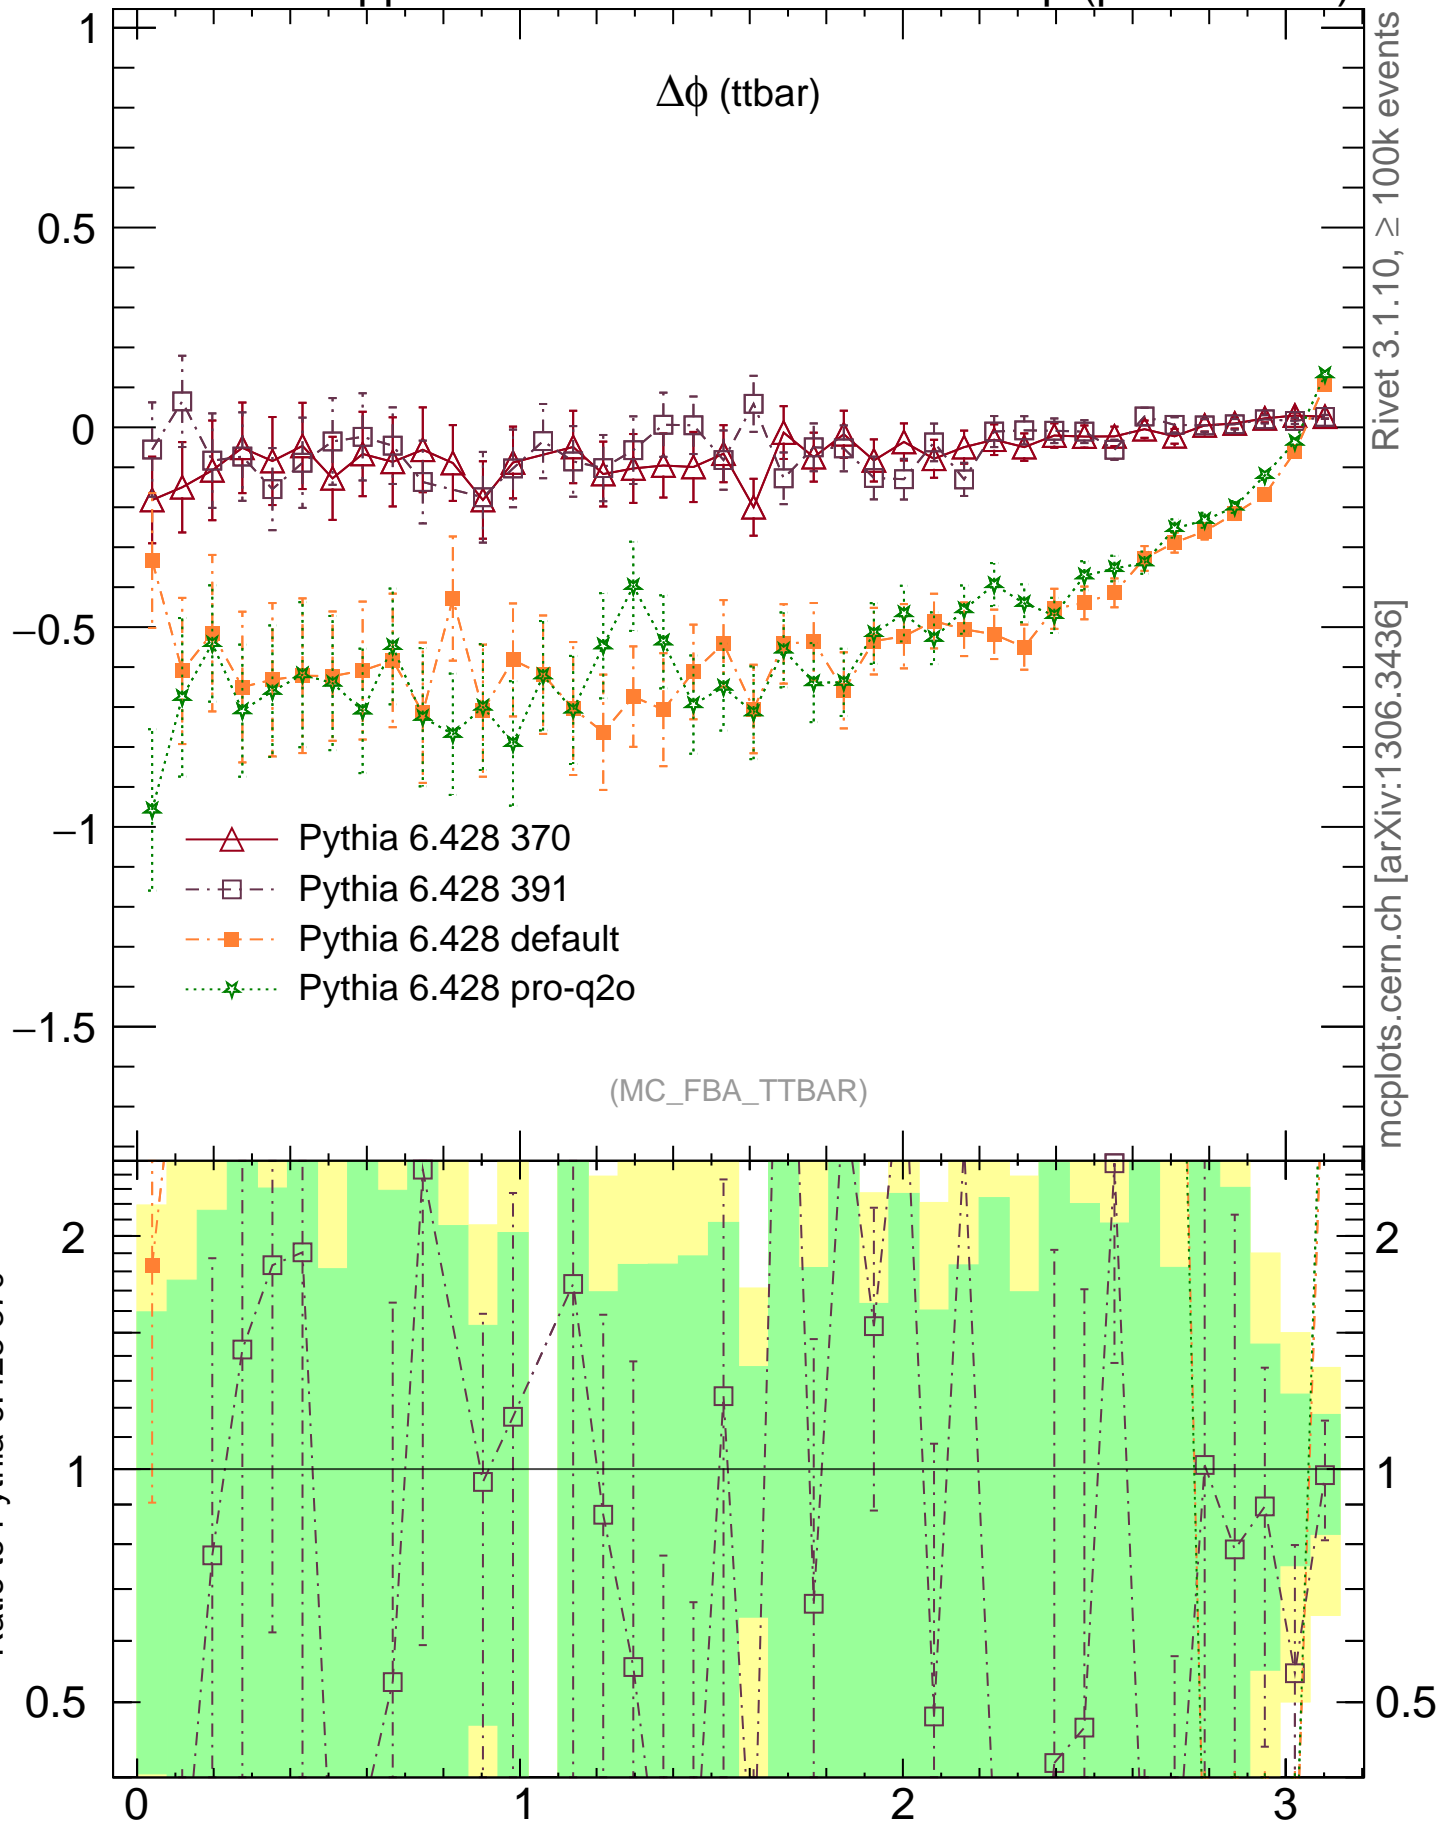 Δϕ (ttbar)
1
0.5
0
−0.5
−1
−1.5
Pythia 6.428 370
Pythia 6.428 391
Pythia 6.428 default
Pythia 6.428 pro-q2o
(MC_FBA_TTBAR)
Rivet 3.1.10, ≥ 100k events
mcplots.cern.ch [arXiv:1306.3436]
2
1
0.5
2
1
0.5
0 1 2 3